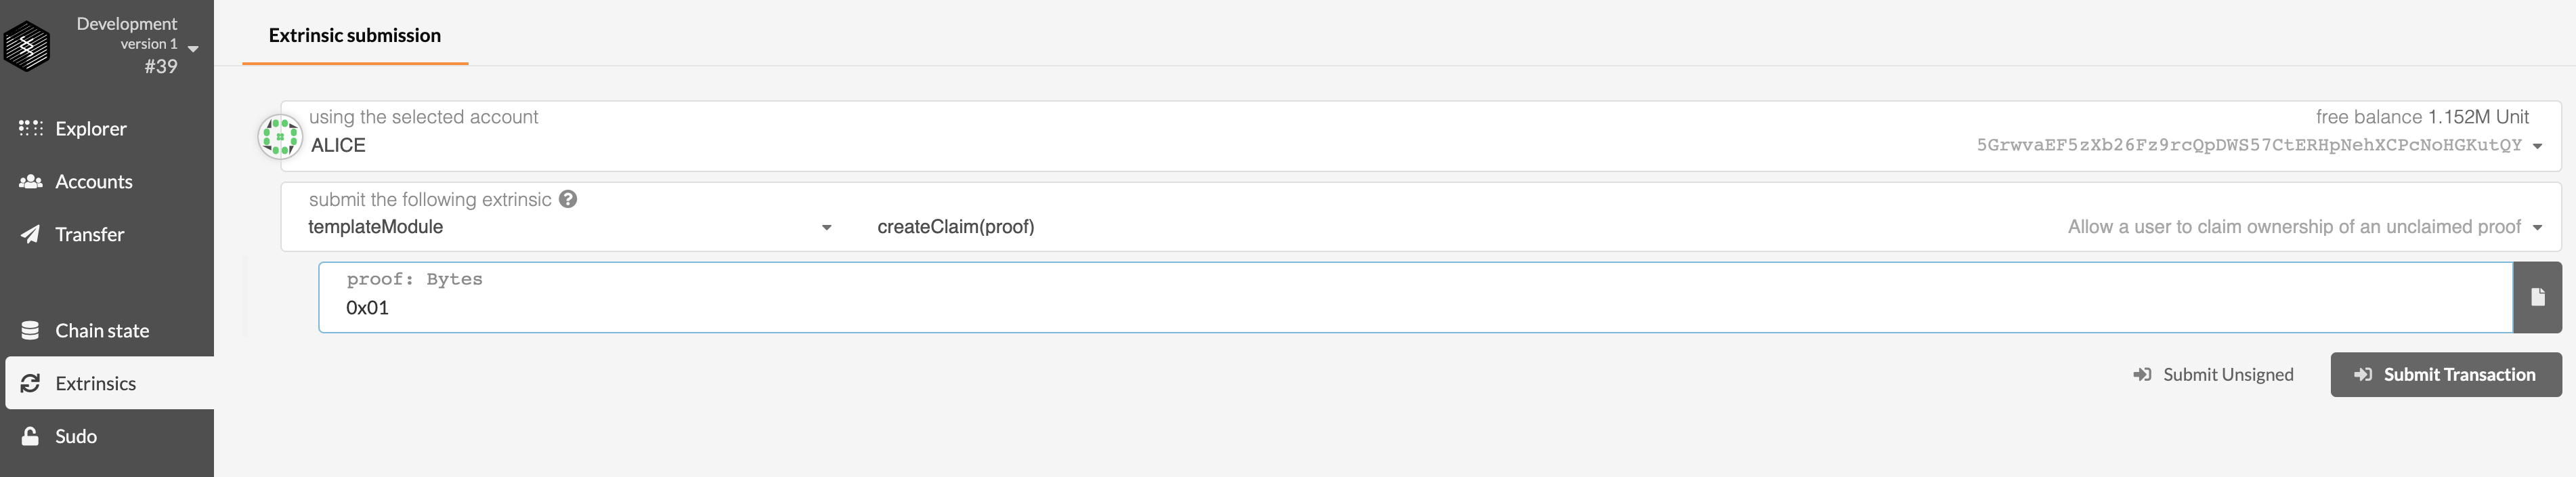 Development
version 1
#39
Explorer
Accounts
Transfer
Chain state
Extrinsics
Sudo
Extrinsic submission
using the selected account
free balance 1.152M Unit
ALICE
5GrwvaEF5zXb26Fz9rcQpDWS57CtERHpNehXCPcNoHGKutQY
submit the following extrinsic ?
templateModule createClaim(proof) Allow a user to claim ownership of an unclaimed proof
proof: Bytes
0x01
Submit Unsigned Submit Transaction